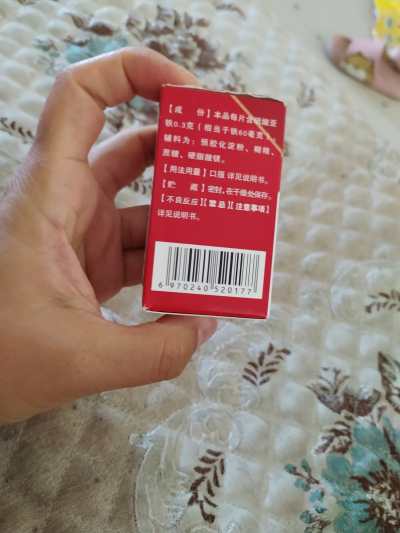 【成　份】本品每片含硫酸亚
铁0.3克（相当于铁60毫克）。
辅料为：预胶化淀粉、糊精、
蔗糖、硬脂酸镁。
【用法用量】口服 详见说明书。
【贮　藏】密封,在干燥处保存。
【不良反应】【禁忌】【注意事项】
详见说明书。
6 970240 520177